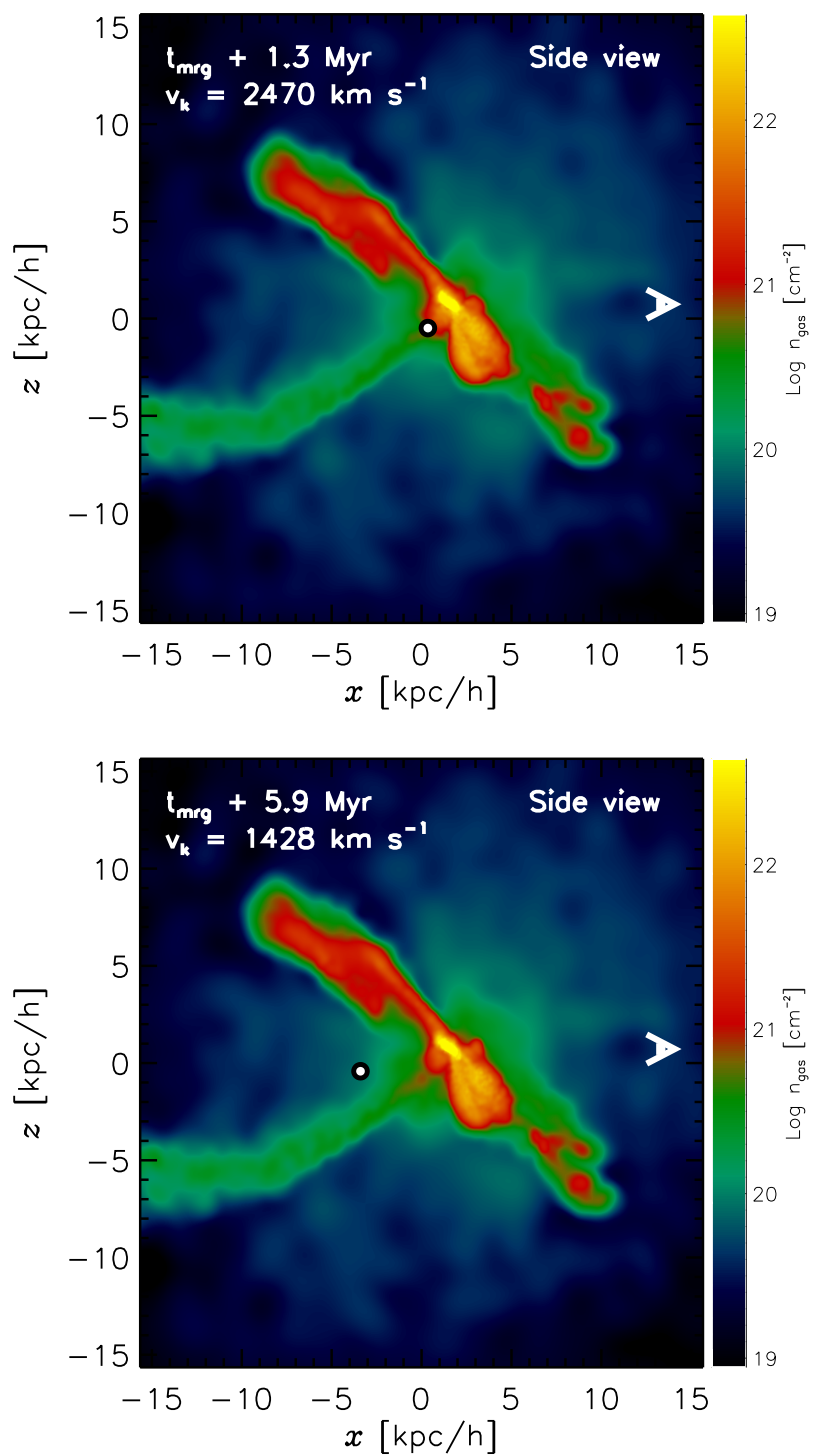 t_mrg + 1.3 Myr Side view
v_k = 2470 km s⁻¹
15
10
5
0
−5
−10
−15
z [kpc/h]
−15 −10 −5 0 5 10 15
x [kpc/h]
22
21
20
19
Log n_gas [cm⁻²]
t_mrg + 5.9 Myr Side view
v_k = 1428 km s⁻¹
15
10
5
0
−5
−10
−15
z [kpc/h]
−15 −10 −5 0 5 10 15
x [kpc/h]
22
21
20
19
Log n_gas [cm⁻²]